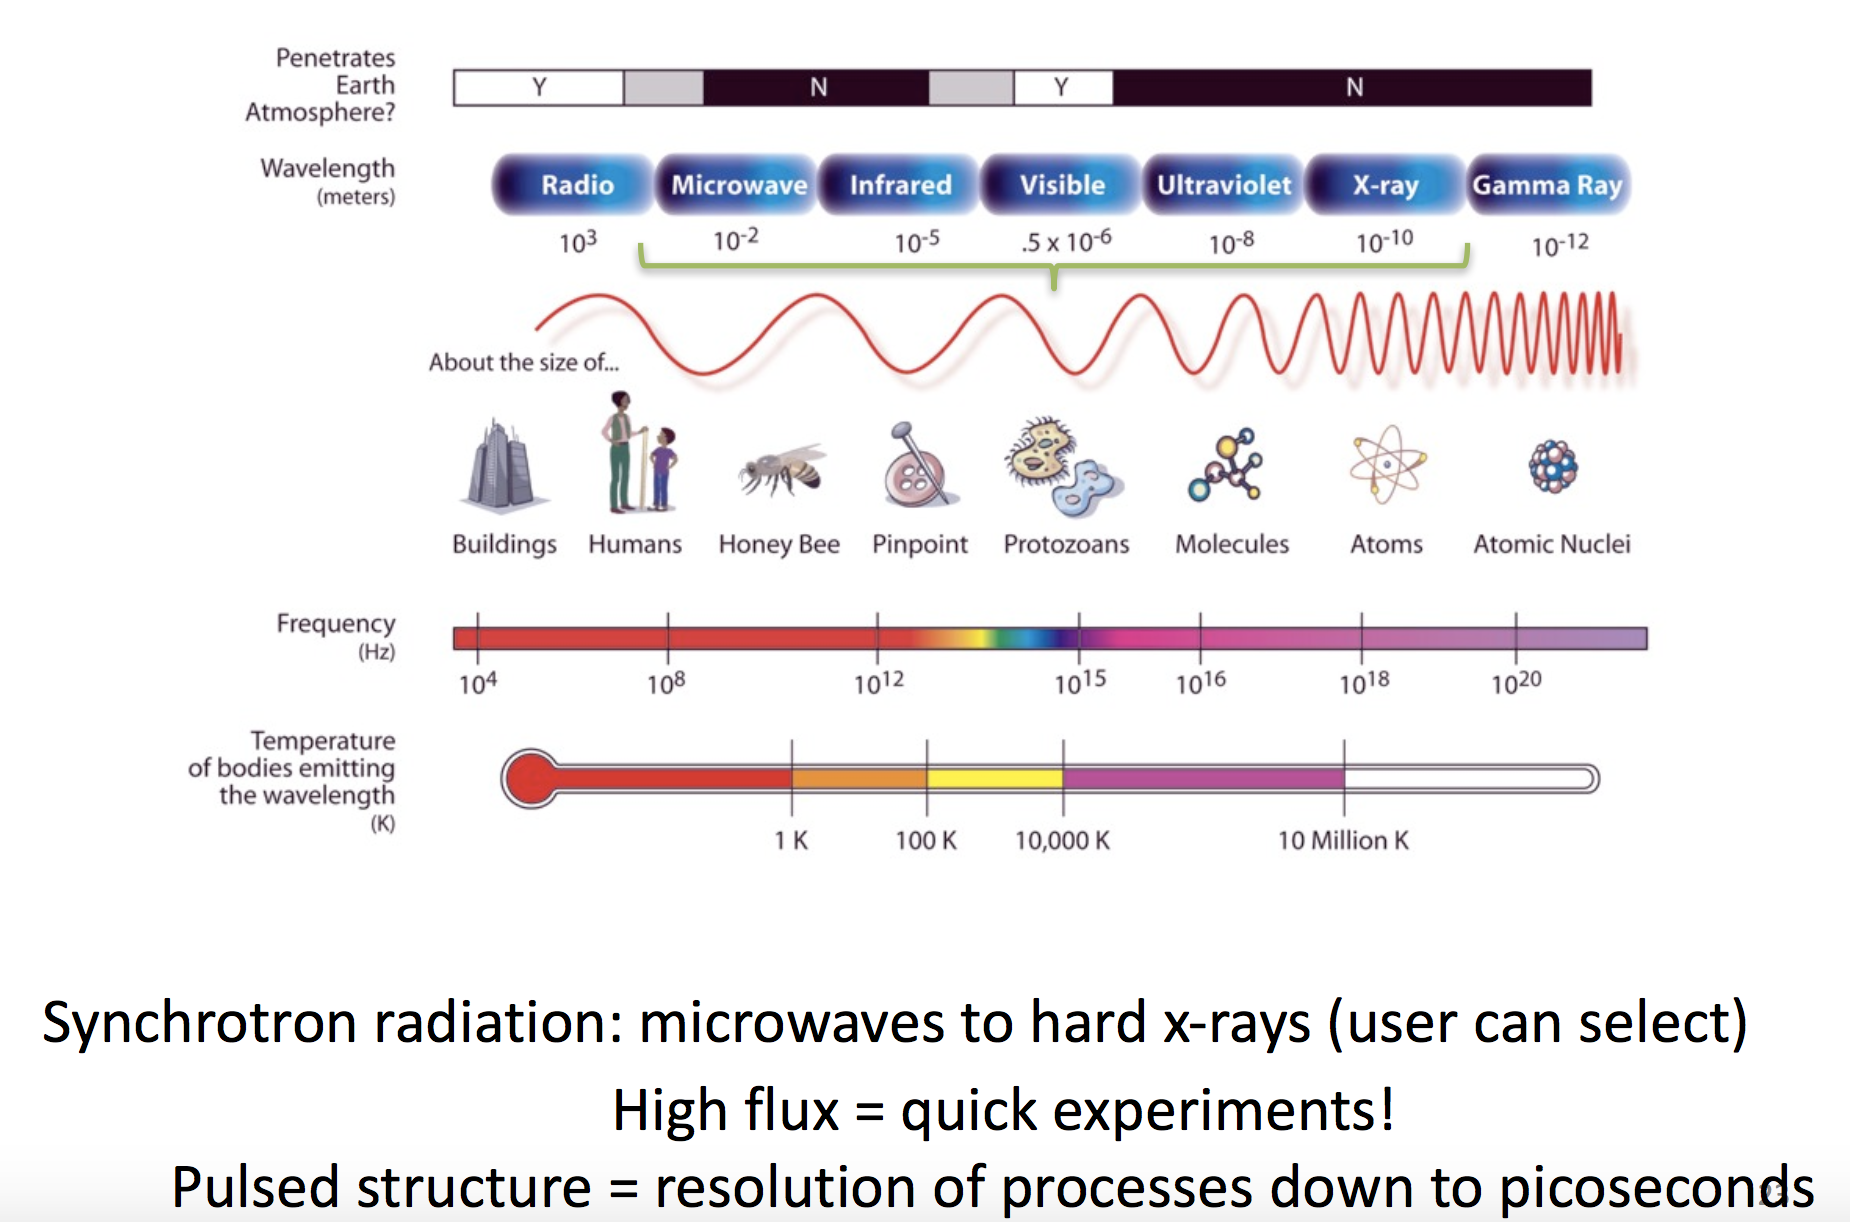 Penetrates
Earth
Atmosphere?
Y N Y N
Wavelength
(meters)
Radio Microwave Infrared Visible Ultraviolet X-ray Gamma Ray
10³ 10⁻² 10⁻⁵ .5 x 10⁻⁶ 10⁻⁸ 10⁻¹⁰ 10⁻¹²
About the size of...
Buildings Humans Honey Bee Pinpoint Protozoans Molecules Atoms Atomic Nuclei
Frequency
(Hz)
10⁴ 10⁸ 10¹² 10¹⁵ 10¹⁶ 10¹⁸ 10²⁰
Temperature
of bodies emitting
the wavelength
(K)
1 K 100 K 10,000 K 10 Million K
Synchrotron radiation: microwaves to hard x-rays (user can select)
High flux = quick experiments!
Pulsed structure = resolution of processes down to picoseconds